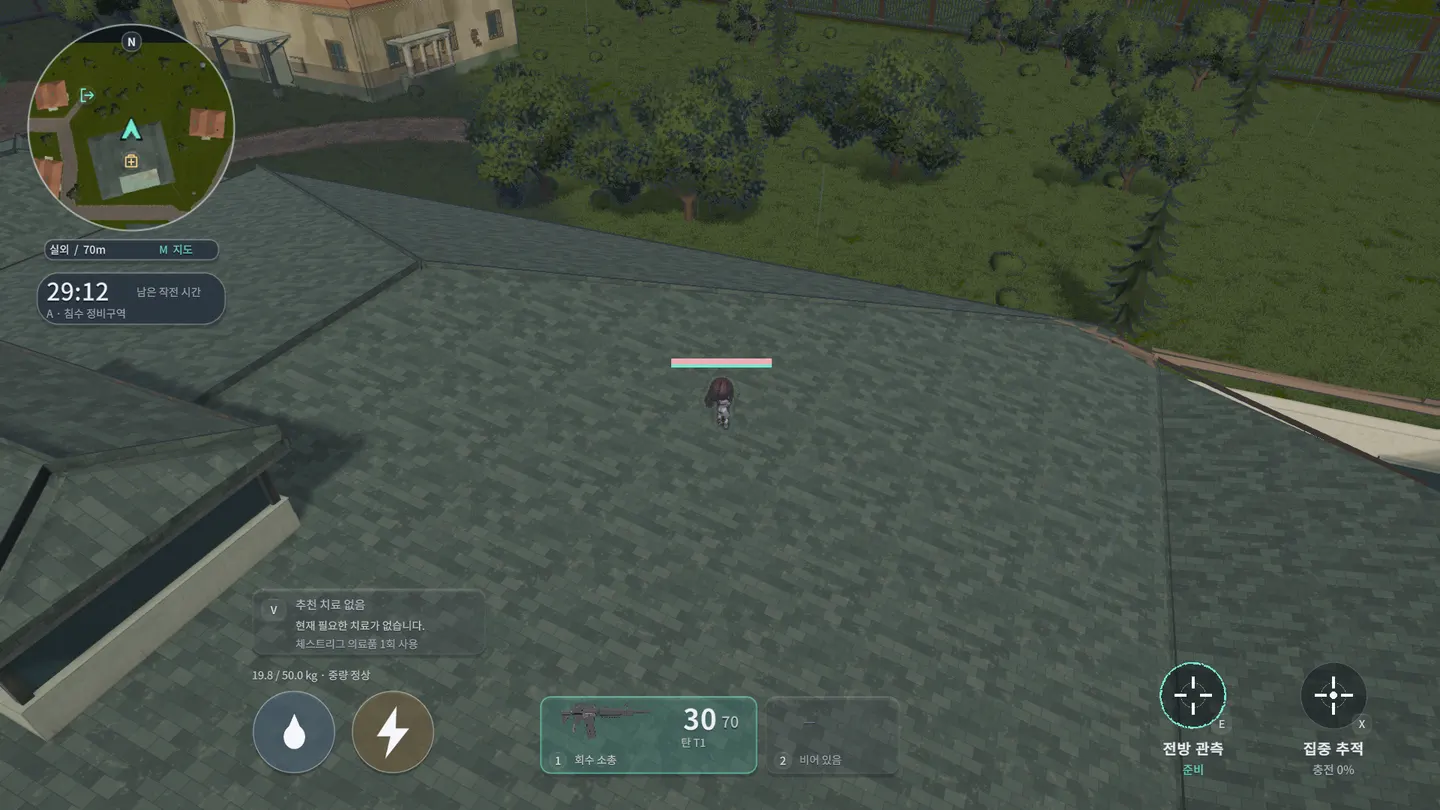 N
실외 / 70m
M 지도
29:12
남은 작전 시간
A · 침수 정비구역
V
추천 치료 없음
현재 필요한 치료가 없습니다.
체스트리그 의료품 1회 사용
19.8 / 50.0 kg · 중량 정상
30 70
탄 T1
1 회수 소총
—
2 비어 있음
E
전방 관측
준비
X
집중 추적
충전 0%